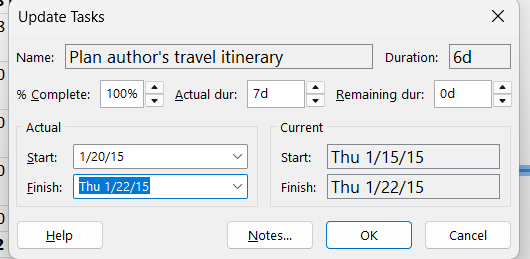 Update Tasks
Name: Plan author's travel itinerary Duration: 6d
% Complete: 100% Actual dur: 7d Remaining dur: 0d
Actual Current
Start: 1/20/15 Start: Thu 1/15/15
Finish: Thu 1/22/15 Finish: Thu 1/22/15
Help Notes... OK Cancel